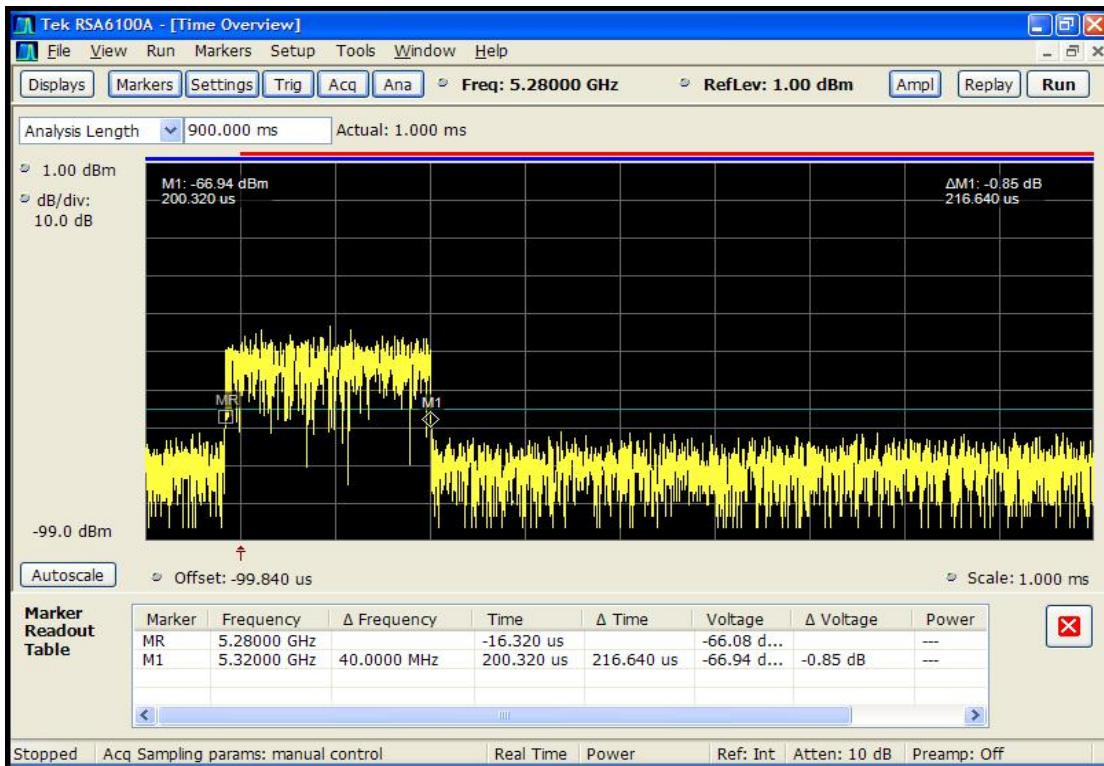 Tek RSA6100A - [Time Overview]
File View Run Markers Setup Tools Window Help
Displays Markers Settings Trig Acq Ana Freq: 5.28000 GHz RefLev: 1.00 dBm Ampl Replay Run
Analysis Length 900.000 ms Actual: 1.000 ms
1.00 dBm
dB/div:
10.0 dB
-99.0 dBm
M1: -66.94 dBm
200.320 us
ΔM1: -0.85 dB
216.640 us
MR
M1
Autoscale Offset: -99.840 us Scale: 1.000 ms
Marker
Readout
Table
Marker Frequency Δ Frequency Time Δ Time Voltage Δ Voltage Power
MR 5.28000 GHz -16.320 us -66.08 d... ---
M1 5.32000 GHz 40.0000 MHz 200.320 us 216.640 us -66.94 d... -0.85 dB ---
Stopped Acq Sampling params: manual control Real Time Power Ref: Int Atten: 10 dB Preamp: Off